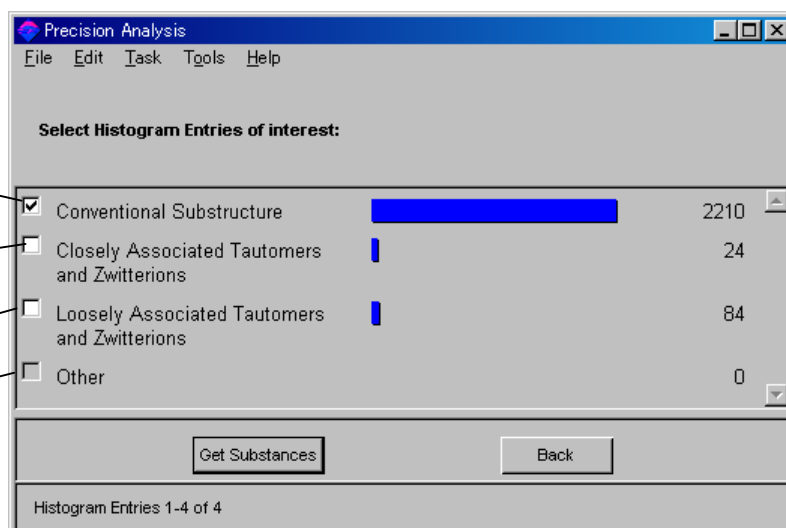 Precision Analysis
File Edit Task Tools Help
Select Histogram Entries of interest:
Conventional Substructure 2210
Closely Associated Tautomers 24
and Zwitterions
Loosely Associated Tautomers 84
and Zwitterions
Other 0
Get Substances Back
Histogram Entries 1-4 of 4